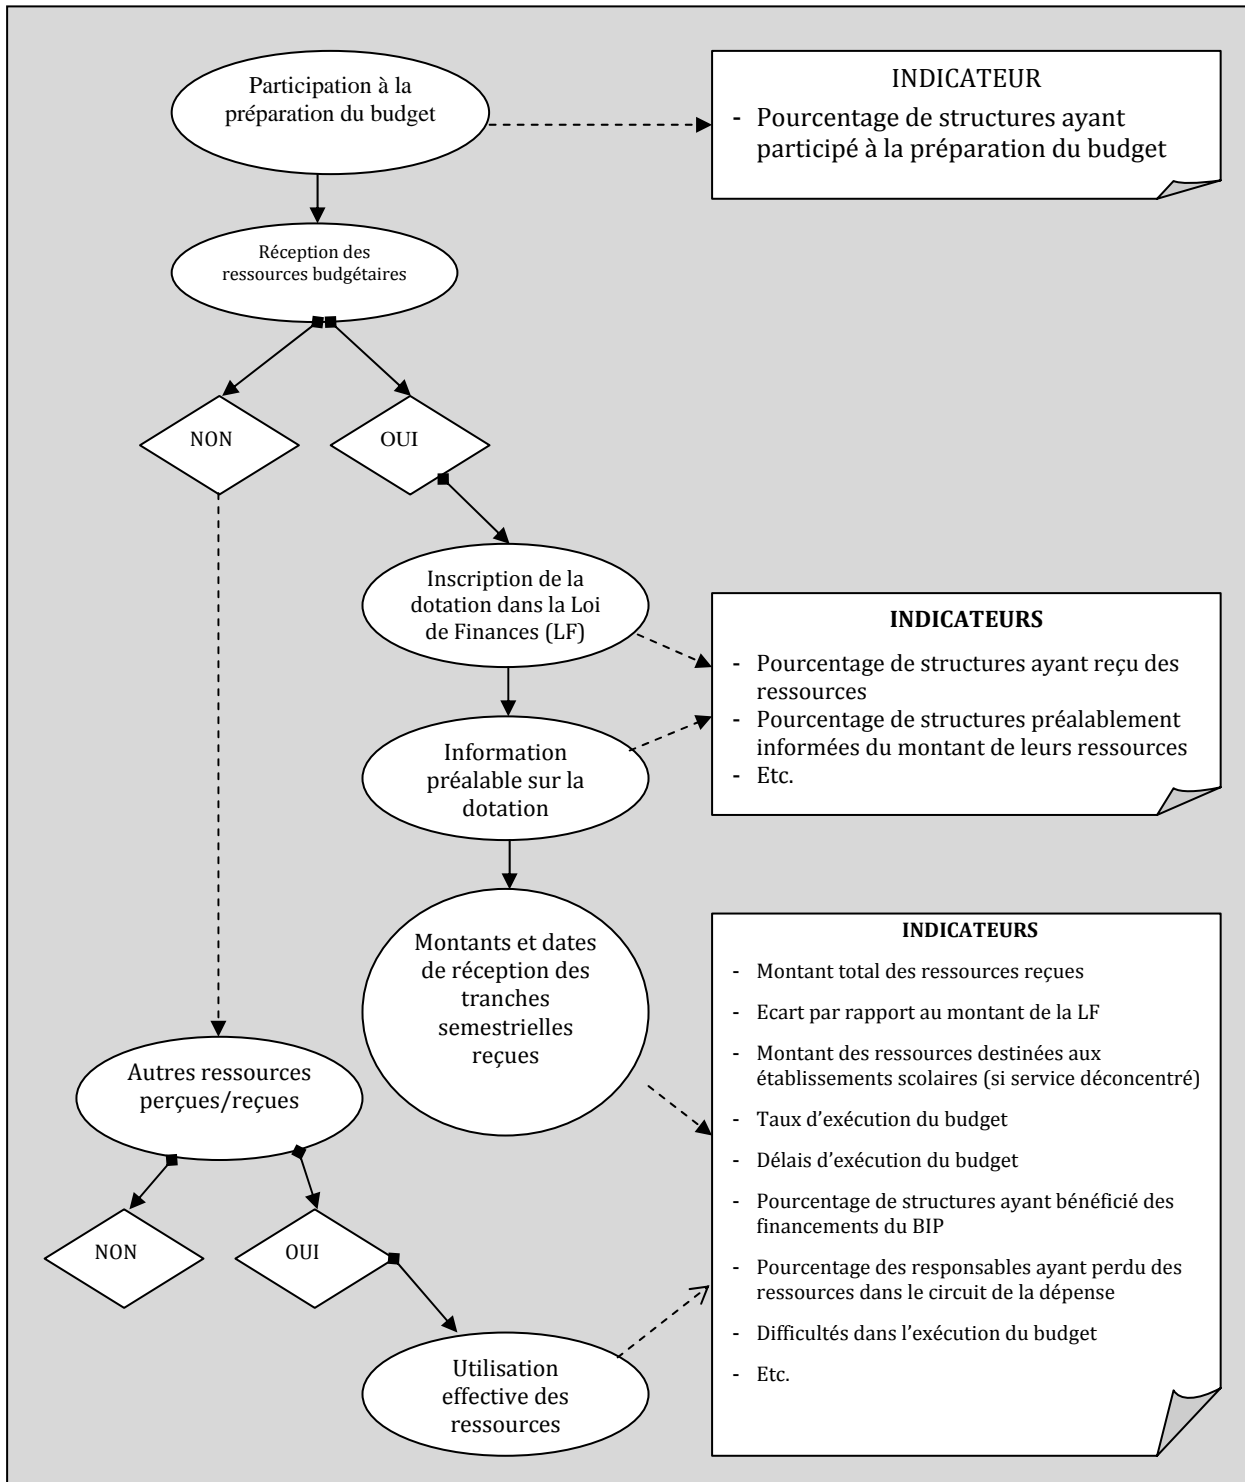 Participation à la
préparation du budget
INDICATEUR
- Pourcentage de structures ayant
participé à la préparation du budget
Réception des
ressources budgétaires
NON
OUI
Inscription de la
dotation dans la Loi
de Finances (LF)
INDICATEURS
- Pourcentage de structures ayant reçu des
ressources
- Pourcentage de structures préalablement
informées du montant de leurs ressources
- Etc.
Information
préalable sur la
dotation
Montants et dates
de réception des
tranches
semestrielles
reçues
INDICATEURS
- Montant total des ressources reçues
- Ecart par rapport au montant de la LF
- Montant des ressources destinées aux
établissements scolaires (si service déconcentré)
- Taux d'exécution du budget
- Délais d'exécution du budget
- Pourcentage de structures ayant bénéficié des
financements du BIP
- Pourcentage des responsables ayant perdu des
ressources dans le circuit de la dépense
- Difficultés dans l'exécution du budget
- Etc.
Autres ressources
perçues/reçues
NON
OUI
Utilisation
effective des
ressources